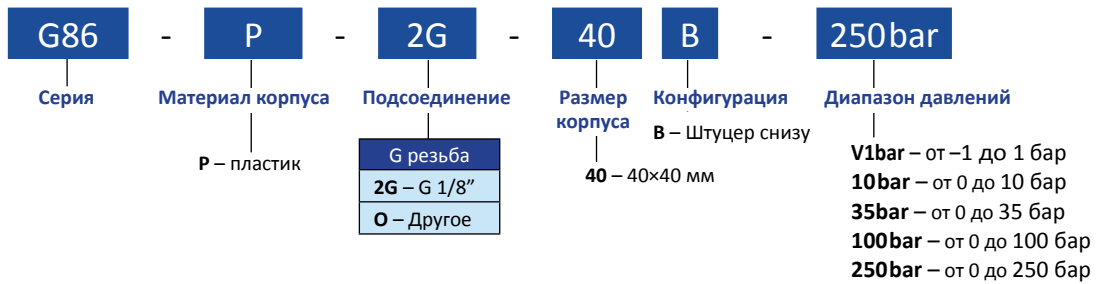 G86 - P - 2G - 40 B - 250bar
Серия
Материал корпуса
P – пластик
Подсоединение
G резьба
2G – G 1/8”
O – Другое
Размер
корпуса
40 – 40×40 мм
Конфигурация
B – Штуцер снизу
Диапазон давлений
V1bar – от –1 до 1 бар
10bar – от 0 до 10 бар
35bar – от 0 до 35 бар
100bar – от 0 до 100 бар
250bar – от 0 до 250 бар